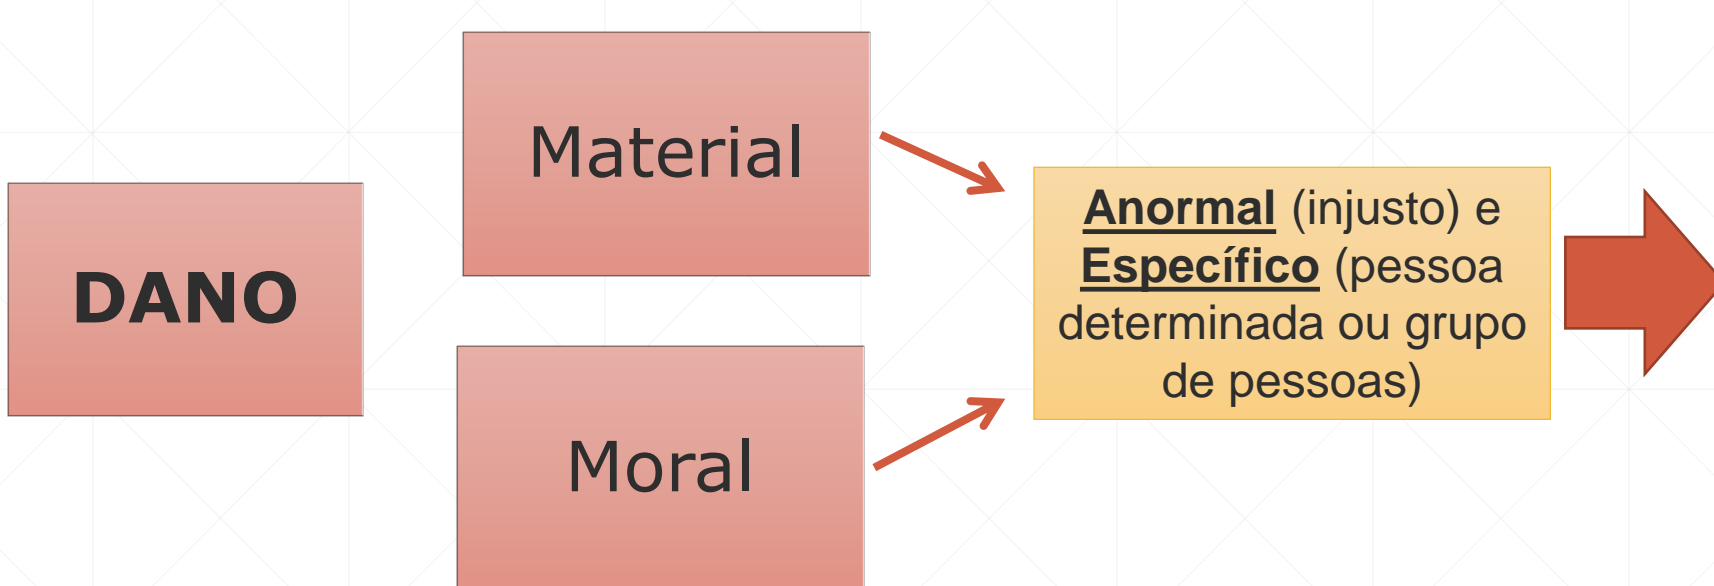 DANO
Material
Moral
Anormal (injusto) e
Específico (pessoa
determinada ou grupo
de pessoas)